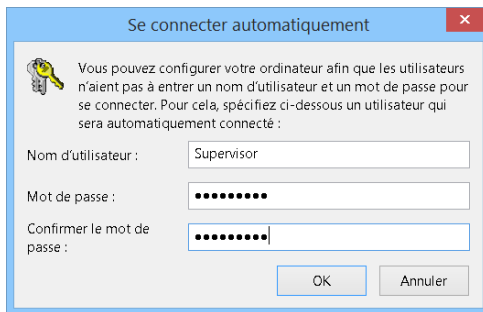 Se connecter automatiquement
Vous pouvez configurer votre ordinateur afin que les utilisateurs
n'aient pas à entrer un nom d'utilisateur et un mot de passe pour
se connecter. Pour cela, spécifiez ci-dessous un utilisateur qui
sera automatiquement connecté :
Nom d'utilisateur :
Supervisor
Mot de passe :
●●●●●●●●●
Confirmer le mot de
passe :
●●●●●●●●●
OK
Annuler